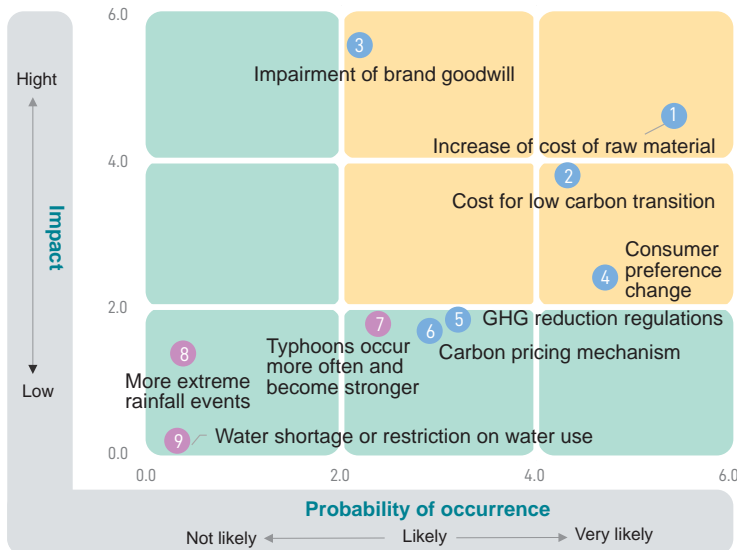 6.0
3
Hight
Impairment of brand goodwill
1
Increase of cost of raw material
4.0
2
Cost for low carbon transition
Impact
Consumer
preference
change
4
2.0
7
5
GHG reduction regulations
6
Carbon pricing mechanism
8
Typhoons occur
more often and
become stronger
More extreme
rainfall events
Low
9
Water shortage or restriction on water use
0.0
0.0
2.0
4.0
6.0
Probability of occurrence
Not likely
Likely
Very likely